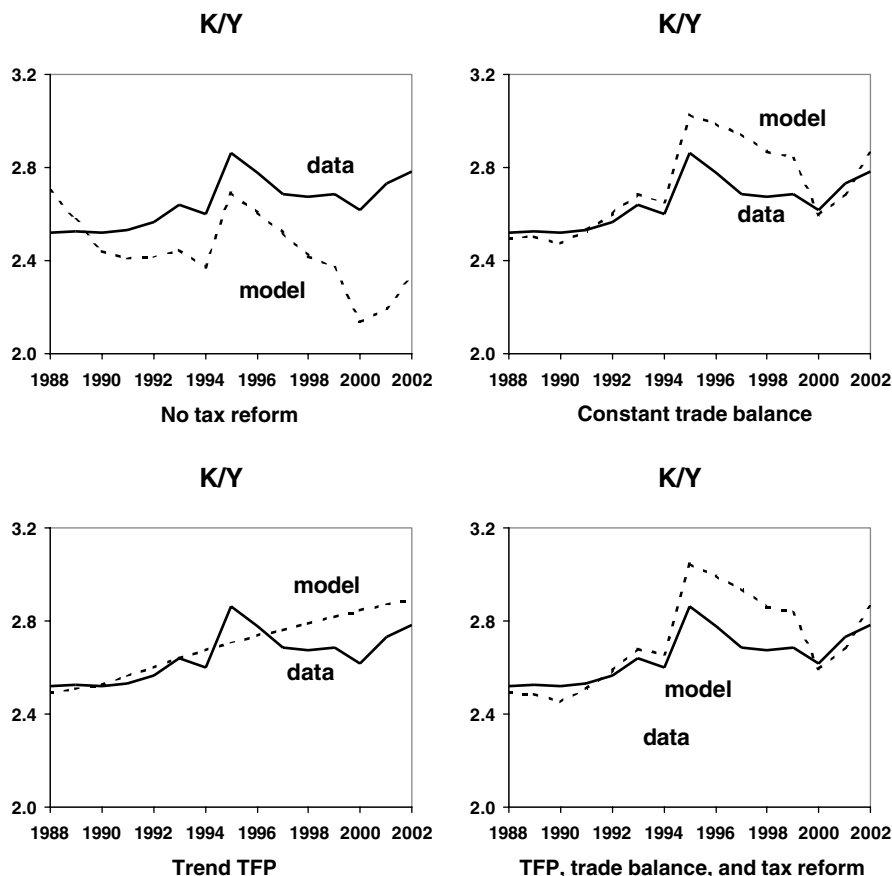 K/Y
K/Y
3.2
2.8
2.4
2.0
data
model
1988 1990 1992 1994 1996 1998 2000 2002
No tax reform
3.2
2.8
2.4
2.0
model
data
1988 1990 1992 1994 1996 1998 2000 2002
Constant trade balance
K/Y
K/Y
3.2
2.8
2.4
2.0
model
data
1988 1990 1992 1994 1996 1998 2000 2002
Trend TFP
3.2
2.8
2.4
2.0
model
data
1988 1990 1992 1994 1996 1998 2000 2002
TFP, trade balance, and tax reform